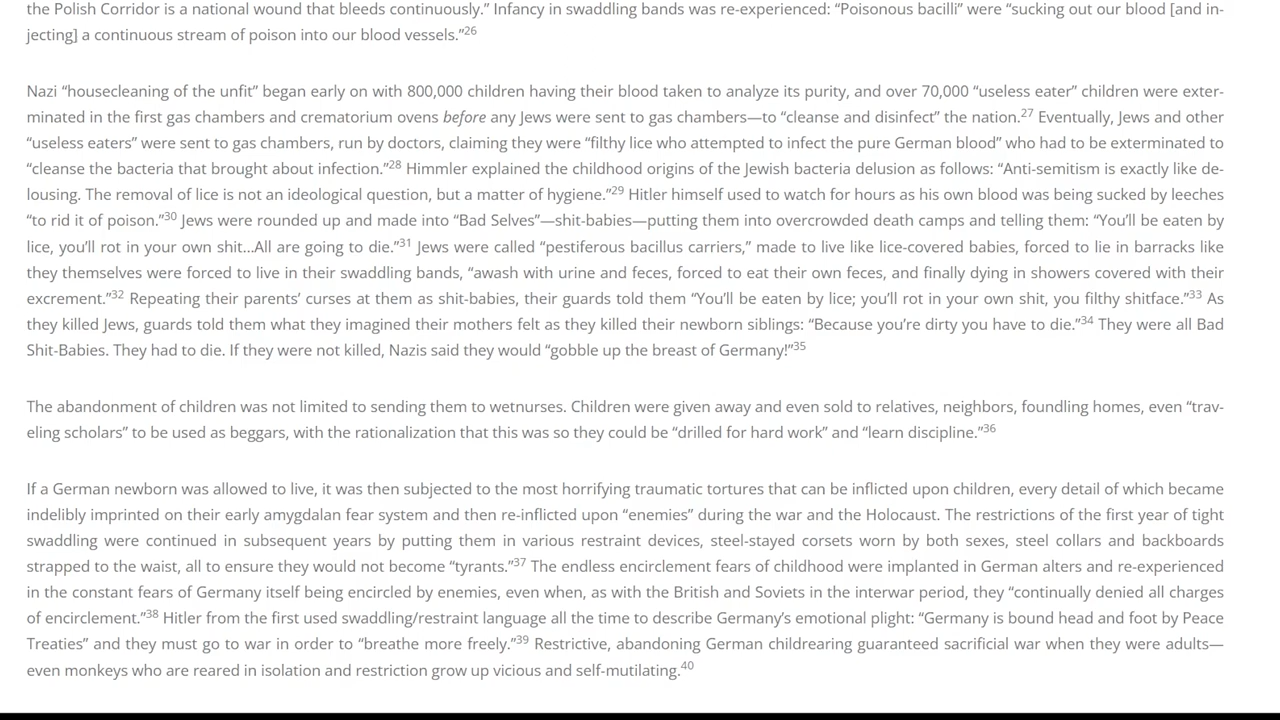 the Polish Corridor is a national wound that bleeds continuously.” Infancy in swaddling bands was re-experienced: “Poisonous bacilli” were “sucking out our blood [and in-
jecting] a continuous stream of poison into our blood vessels.”26
Nazi “housecleaning of the unfit” began early on with 800,000 children having their blood taken to analyze its purity, and over 70,000 “useless eater” children were exter-
minated in the first gas chambers and crematorium ovens before any Jews were sent to gas chambers—to “cleanse and disinfect” the nation.27 Eventually, Jews and other
“useless eaters” were sent to gas chambers, run by doctors, claiming they were “filthy lice who attempted to infect the pure German blood” who had to be exterminated to
“cleanse the bacteria that brought about infection.”28 Himmler explained the childhood origins of the Jewish bacteria delusion as follows: “Anti-semitism is exactly like de-
lousing. The removal of lice is not an ideological question, but a matter of hygiene.”29 Hitler himself used to watch for hours as his own blood was being sucked by leeches
“to rid it of poison.”30 Jews were rounded up and made into “Bad Selves”—shit-babies—putting them into overcrowded death camps and telling them: “You’ll be eaten by
lice, you’ll rot in your own shit…All are going to die.”31 Jews were called “pestiferous bacillus carriers,” made to live like lice-covered babies, forced to lie in barracks like
they themselves were forced to live in their swaddling bands, “awash with urine and feces, forced to eat their own feces, and finally dying in showers covered with their
excrement.”32 Repeating their parents’ curses at them as shit-babies, their guards told them “You’ll be eaten by lice; you’ll rot in your own shit, you filthy shitface.”33 As
they killed Jews, guards told them what they imagined their mothers felt as they killed their newborn siblings: “Because you’re dirty you have to die.”34 They were all Bad
Shit-Babies. They had to die. If they were not killed, Nazis said they would “gobble up the breast of Germany!”35
The abandonment of children was not limited to sending them to wetnurses. Children were given away and even sold to relatives, neighbors, foundling homes, even “trav-
eling scholars” to be used as beggars, with the rationalization that this was so they could be “drilled for hard work” and “learn discipline.”36
If a German newborn was allowed to live, it was then subjected to the most horrifying traumatic tortures that can be inflicted upon children, every detail of which became
indelibly imprinted on their early amygdalan fear system and then re-inflicted upon “enemies” during the war and the Holocaust. The restrictions of the first year of tight
swaddling were continued in subsequent years by putting them in various restraint devices, steel-stayed corsets worn by both sexes, steel collars and backboards
strapped to the waist, all to ensure they would not become “tyrants.”37 The endless encirclement fears of childhood were implanted in German alters and re-experienced
in the constant fears of Germany itself being encircled by enemies, even when, as with the British and Soviets in the interwar period, they “continually denied all charges
of encirclement.”38 Hitler from the first used swaddling/restraint language all the time to describe Germany’s emotional plight: “Germany is bound head and foot by Peace
Treaties” and they must go to war in order to “breathe more freely.”39 Restrictive, abandoning German childrearing guaranteed sacrificial war when they were adults—
even monkeys who are reared in isolation and restriction grow up vicious and self-mutilating.40